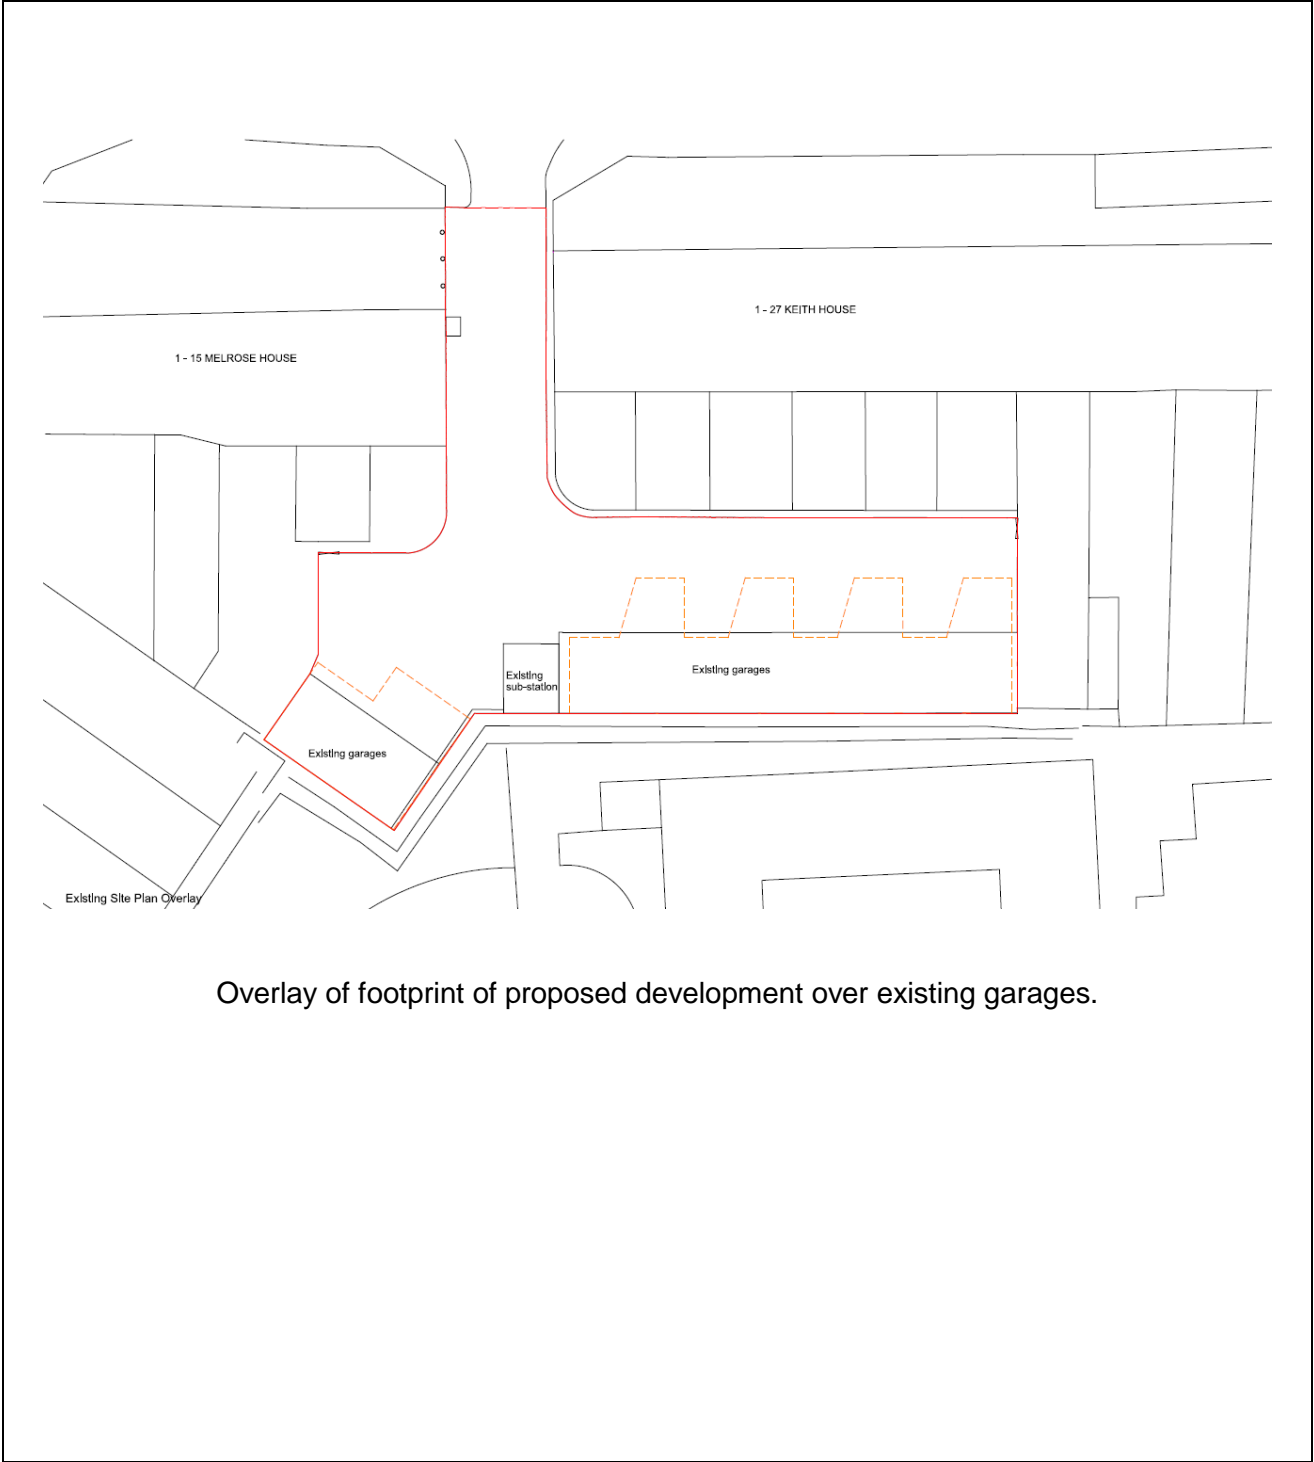 1 - 27 KEITH HOUSE
1 - 15 MELROSE HOUSE
Existing
sub-station
Existing garages
Existing garages
Existing Site Plan Overlay
Overlay of footprint of proposed development over existing garages.